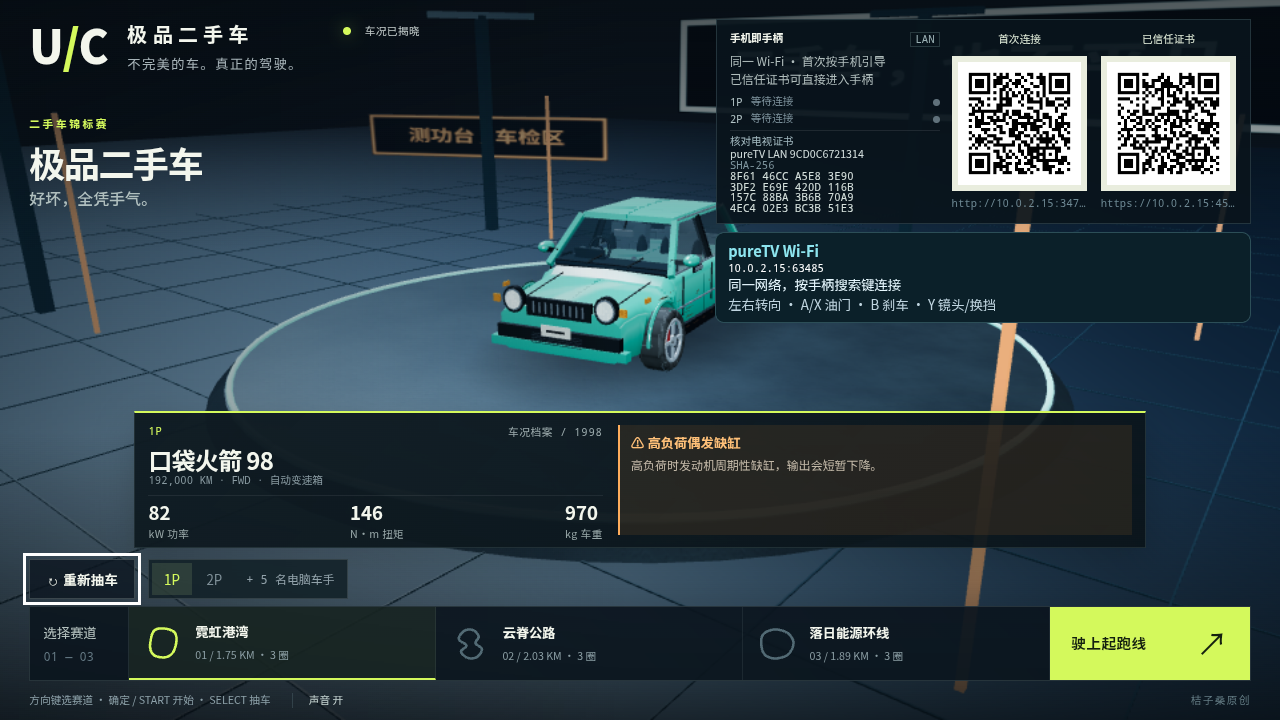 U/C
极品二手车
不完美的车。真正的驾驶。
车况已揭晓
二手车锦标赛
极品二手车
好坏，全凭手气。
测功台
车检区
手机即手柄
LAN
同一 Wi-Fi · 首次按手机引导
已信任证书可直接进入手柄
1P 等待连接
2P 等待连接
核对电视证书
pureTV LAN 9CD0C6721314
SHA-256
8F61 46CC A5E8 3E90
3DF2 E69E 420D 116B
157C 88BA 3B6B 70A9
4EC4 02E3 BC3B 51E3
首次连接
http://10.0.2.15:347…
已信任证书
https://10.0.2.15:45…
pureTV Wi-Fi
10.0.2.15:63485
同一网络，按手柄搜索键连接
左右转向 · A/X 油门 · B 刹车 · Y 镜头/换挡
1P
车况档案 / 1998
口袋火箭 98
192,000 KM · FWD · 自动变速箱
82
kW 功率
146
N·m 扭矩
970
kg 车重
⚠ 高负荷偶发缺缸
高负荷时发动机周期性缺缸，输出会短暂下降。
↻ 重新抽车
1P 2P + 5 名电脑车手
选择赛道
01 — 03
霓虹港湾
01 / 1.75 KM · 3 圈
云脊公路
02 / 2.03 KM · 3 圈
落日能源环线
03 / 1.89 KM · 3 圈
驶上起跑线
方向键选赛道 · 确定 / START 开始 · SELECT 抽车
声音 开
桔子桑原创